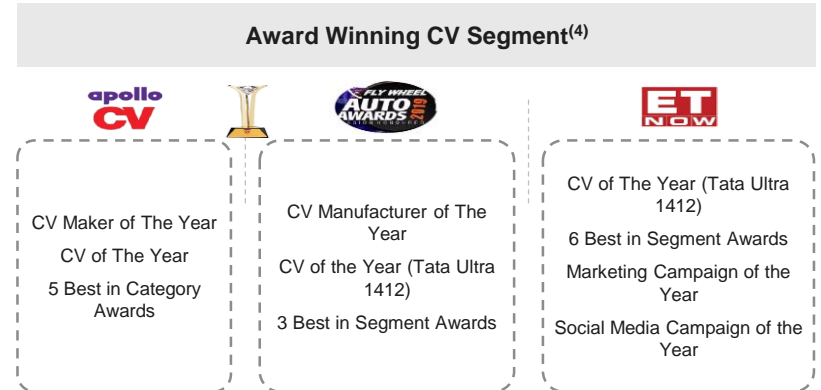 Award Winning CV Segment(4)
apollo
CV
FLY WHEEL
AUTO
AWARDS
2019
ET
NOW
CV Maker of The Year
CV of The Year
5 Best in Category
Awards
CV Manufacturer of The
Year
CV of the Year (Tata Ultra
1412)
3 Best in Segment Awards
CV of The Year (Tata Ultra
1412)
6 Best in Segment Awards
Marketing Campaign of the
Year
Social Media Campaign of the
Year